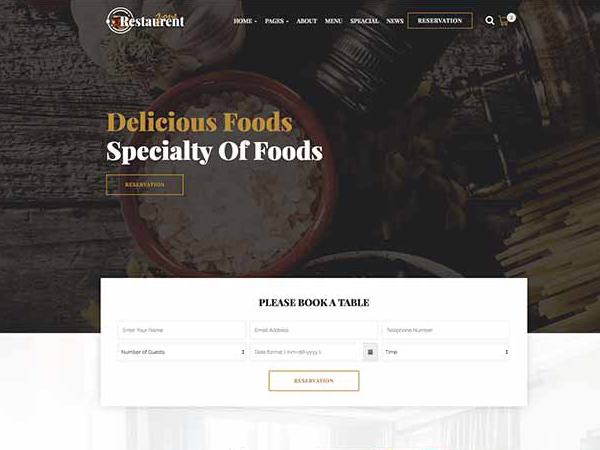 Restaurent
HOME PAGES ABOUT MENU SPEACIAL NEWS RESERVATION
Delicious Foods
Specialty Of Foods
RESERVATION
PLEASE BOOK A TABLE
Enter Your Name Email Address Telephone Number
Number of Guests Date format ( mm-dd-yyyy ) Time
RESERVATION